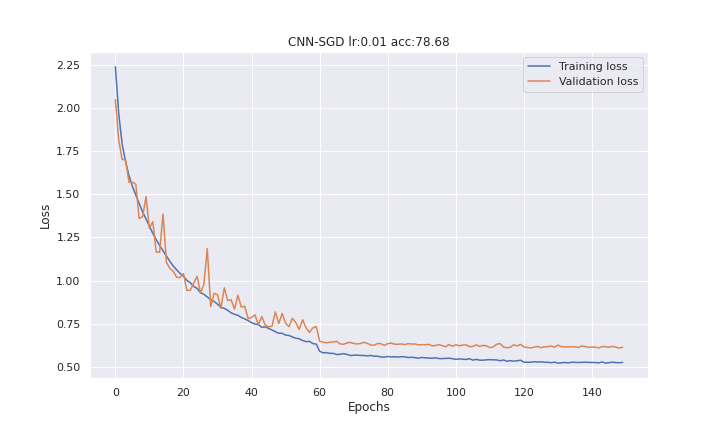 CNN-SGD lr:0.01 acc:78.68
Training loss
Validation loss
2.25
2.00
1.75
1.50
1.25
1.00
0.75
0.50
Loss
0 20 40 60 80 100 120 140
Epochs